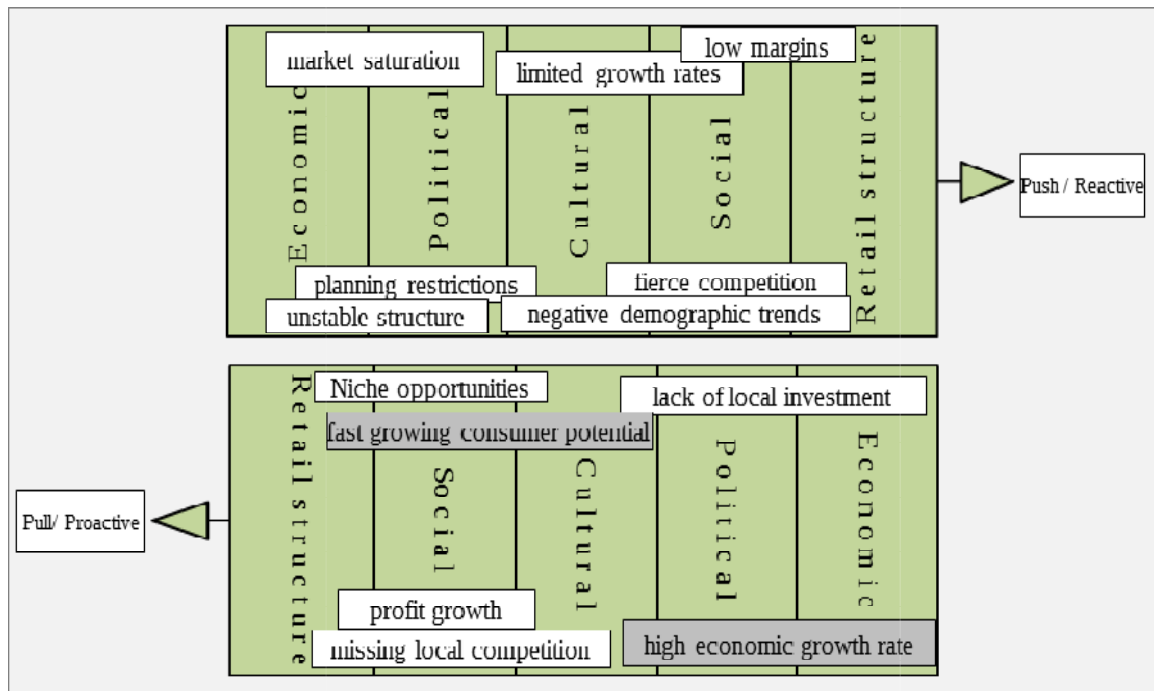 low margins
market saturation
limited growth rates
Economic
Political
Cultural
Social
Retail structure
Push / Reactive
planning restrictions
fierce competition
unstable structure
negative demographic trends
Niche opportunities
lack of local investment
fast growing consumer potential
Retail structure
Social
Cultural
Political
Economic
Pull/ Proactive
profit growth
missing local competition
high economic growth rate